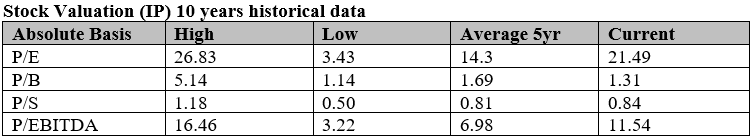 Stock Valuation (IP) 10 years historical data
Absolute Basis High Low Average 5yr Current
P/E 26.83 3.43 14.3 21.49
P/B 5.14 1.14 1.69 1.31
P/S 1.18 0.50 0.81 0.84
P/EBITDA 16.46 3.22 6.98 11.54